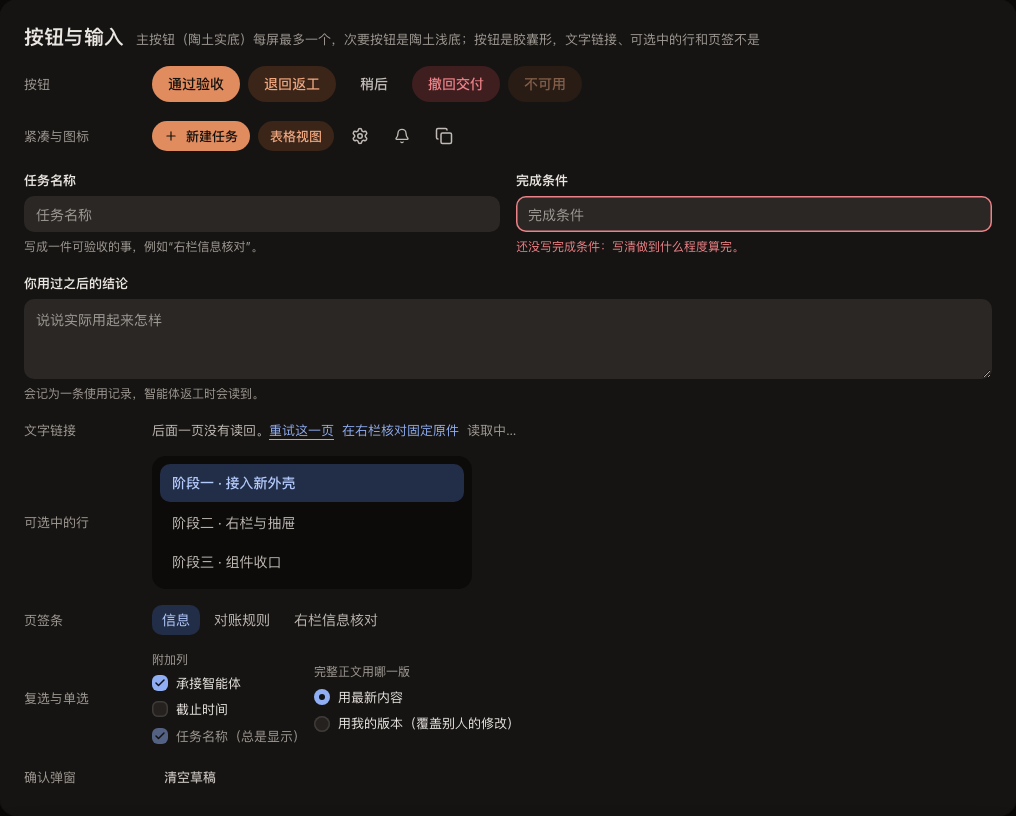 按钮与输入 主按钮（陶土实底）每屏最多一个，次要按钮是陶土浅底；按钮是胶囊形，文字链接、可选中的行和页签不是
按钮 通过验收 退回返工 稍后 撤回交付 不可用
紧凑与图标 + 新建任务 表格视图
任务名称 完成条件
任务名称 完成条件
写成一件可验收的事，例如“右栏信息核对”。 还没写完成条件：写清做到什么程度算完。
你用过之后的结论
说说实际用起来怎样
会记为一条使用记录，智能体返工时会读到。
文字链接 后面一页没有读回。重试这一页 在右栏核对固定原件 读取中…
阶段一 · 接入新外壳
可选中的行 阶段二 · 右栏与抽屉
阶段三 · 组件收口
页签条 信息 对账规则 右栏信息核对
附加列 完整正文用哪一版
承接智能体 用最新内容
复选与单选 截止时间 用我的版本（覆盖别人的修改）
任务名称（总是显示）
确认弹窗 清空草稿